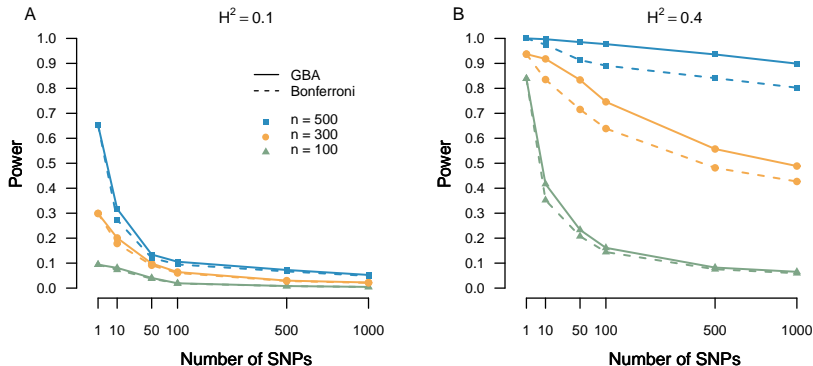 A
H² = 0.1
Power
1.0
0.9
0.8
0.7
0.6
0.5
0.4
0.3
0.2
0.1
0.0
GBA
Bonferroni
n = 500
n = 300
n = 100
1 10 50 100 500 1000
Number of SNPs
B
H² = 0.4
Power
1.0
0.9
0.8
0.7
0.6
0.5
0.4
0.3
0.2
0.1
0.0
1 10 50 100 500 1000
Number of SNPs